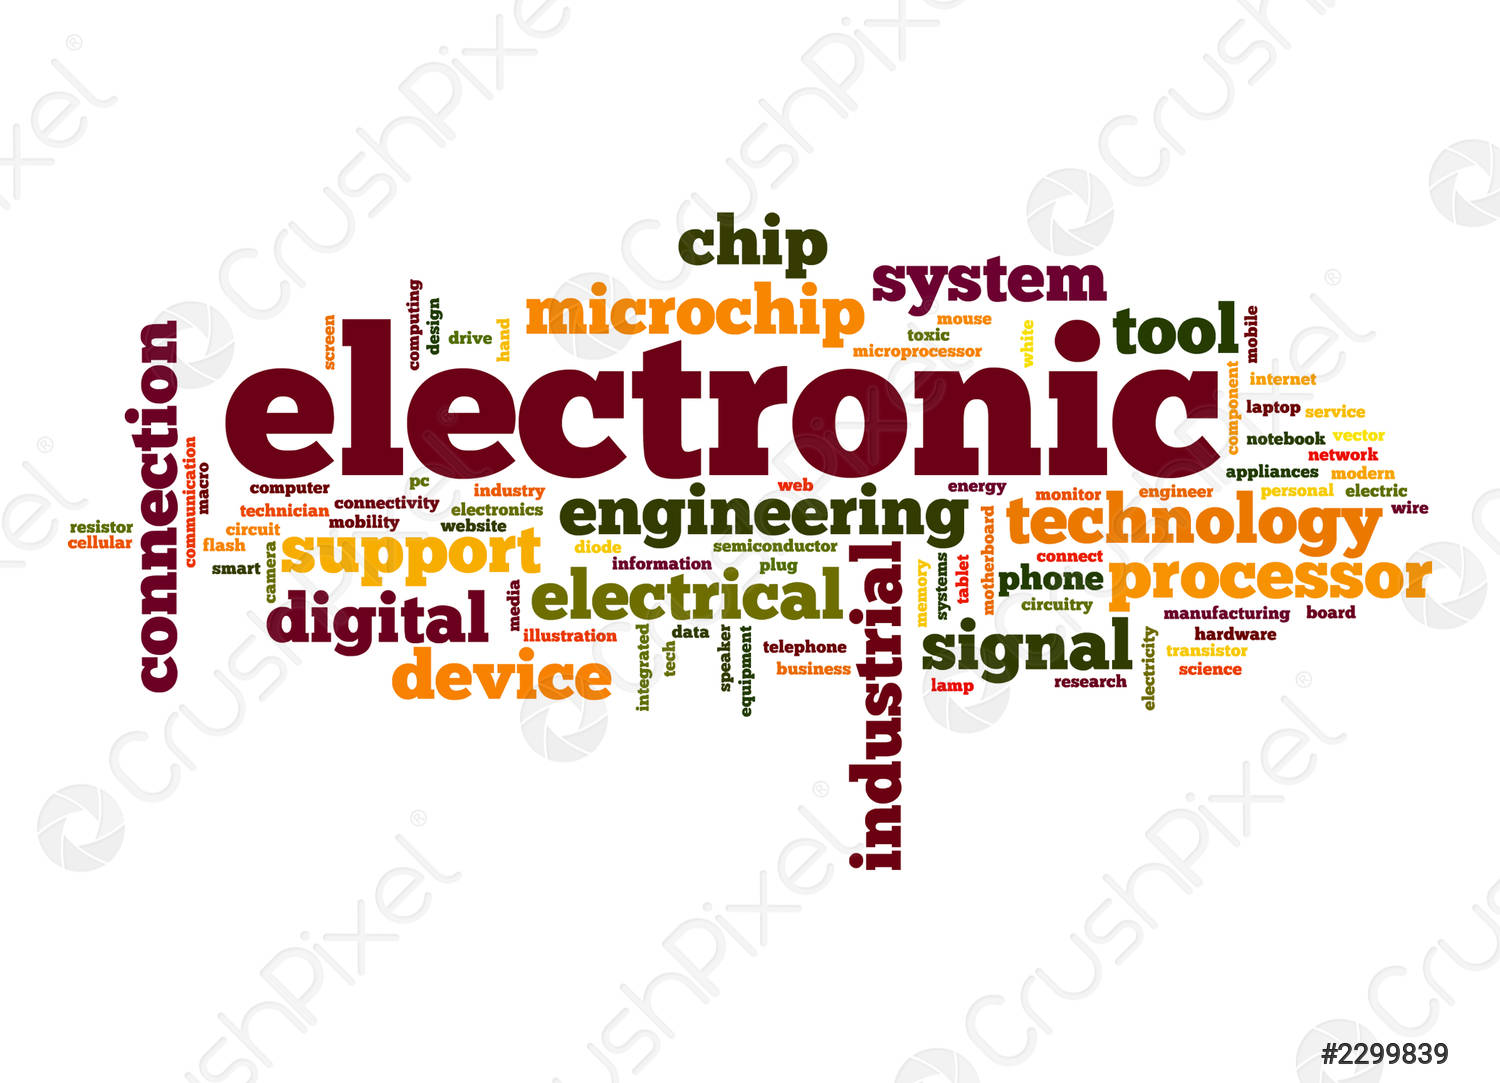 chip
system
microchip
mouse
toxic
microprocessor
white
tool
mobile
screen
computing
design
drive
hand
electronic
connection
communication
macro
component
internet
laptop
service
notebook
vector
network
appliances
modern
personal
electric
wire
computer
pc
industry
connectivity
technician
electronics
mobility
website
circuit
flash
smart
camera
resistor
cellular
support
web
energy
engineering
monitor
engineer
technology
diode
semiconductor
information
plug
connect
motherboard
tablet
systems
memory
phone
processor
circuitry
manufacturing
board
hardware
transistor
science
electricity
research
signal
lamp
industrial
electrical
digital
media
illustration
device
integrated
tech
data
speaker
equipment
telephone
business
CrushPixel®
CrushPixel®
CrushPixel
CrushPixel
CrushPixel®
#2299839